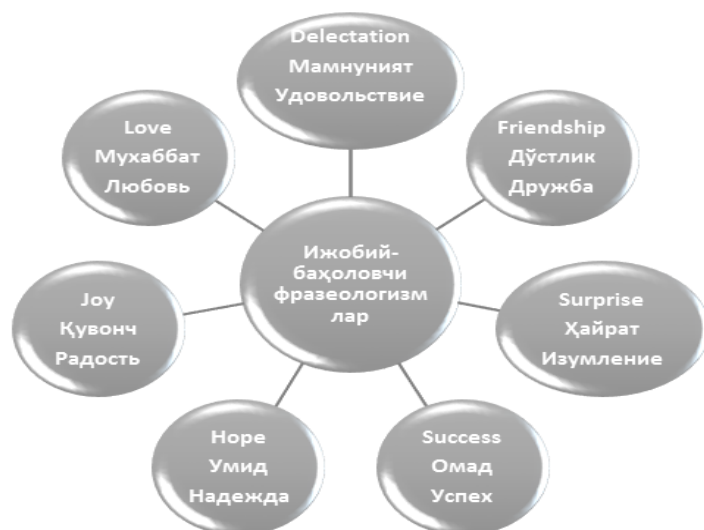 Delectation
Мамнуният
Удовольствие
Love
Мухаббат
Любовь
Friendship
Дўстлик
Дружба
Ижобий-
баҳоловчи
фразеологизм
лар
Joy
Қувонч
Радость
Surprise
Ҳайрат
Изумление
Hope
Умид
Надежда
Success
Омад
Успех